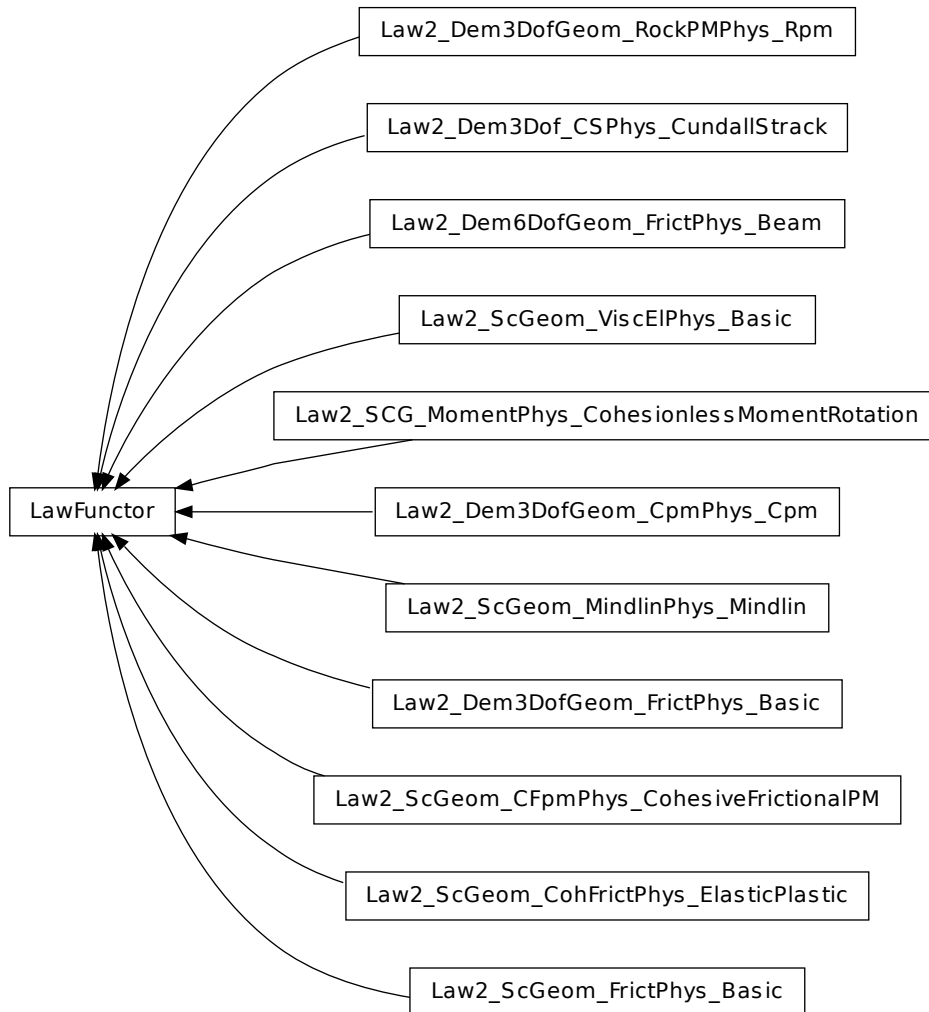 Law2_Dem3DofGeom_RockPMPhys_Rpm
Law2_Dem3Dof_CSPhys_CundallStrack
Law2_Dem6DofGeom_FrictPhys_Beam
Law2_ScGeom_ViscElPhys_Basic
Law2_SCG_MomentPhys_CohesionlessMomentRotation
LawFunctor
Law2_Dem3DofGeom_CpmPhys_Cpm
Law2_ScGeom_MindlinPhys_Mindlin
Law2_Dem3DofGeom_FrictPhys_Basic
Law2_ScGeom_CFpmPhys_CohesiveFrictionalPM
Law2_ScGeom_CohFrictPhys_ElasticPlastic
Law2_ScGeom_FrictPhys_Basic